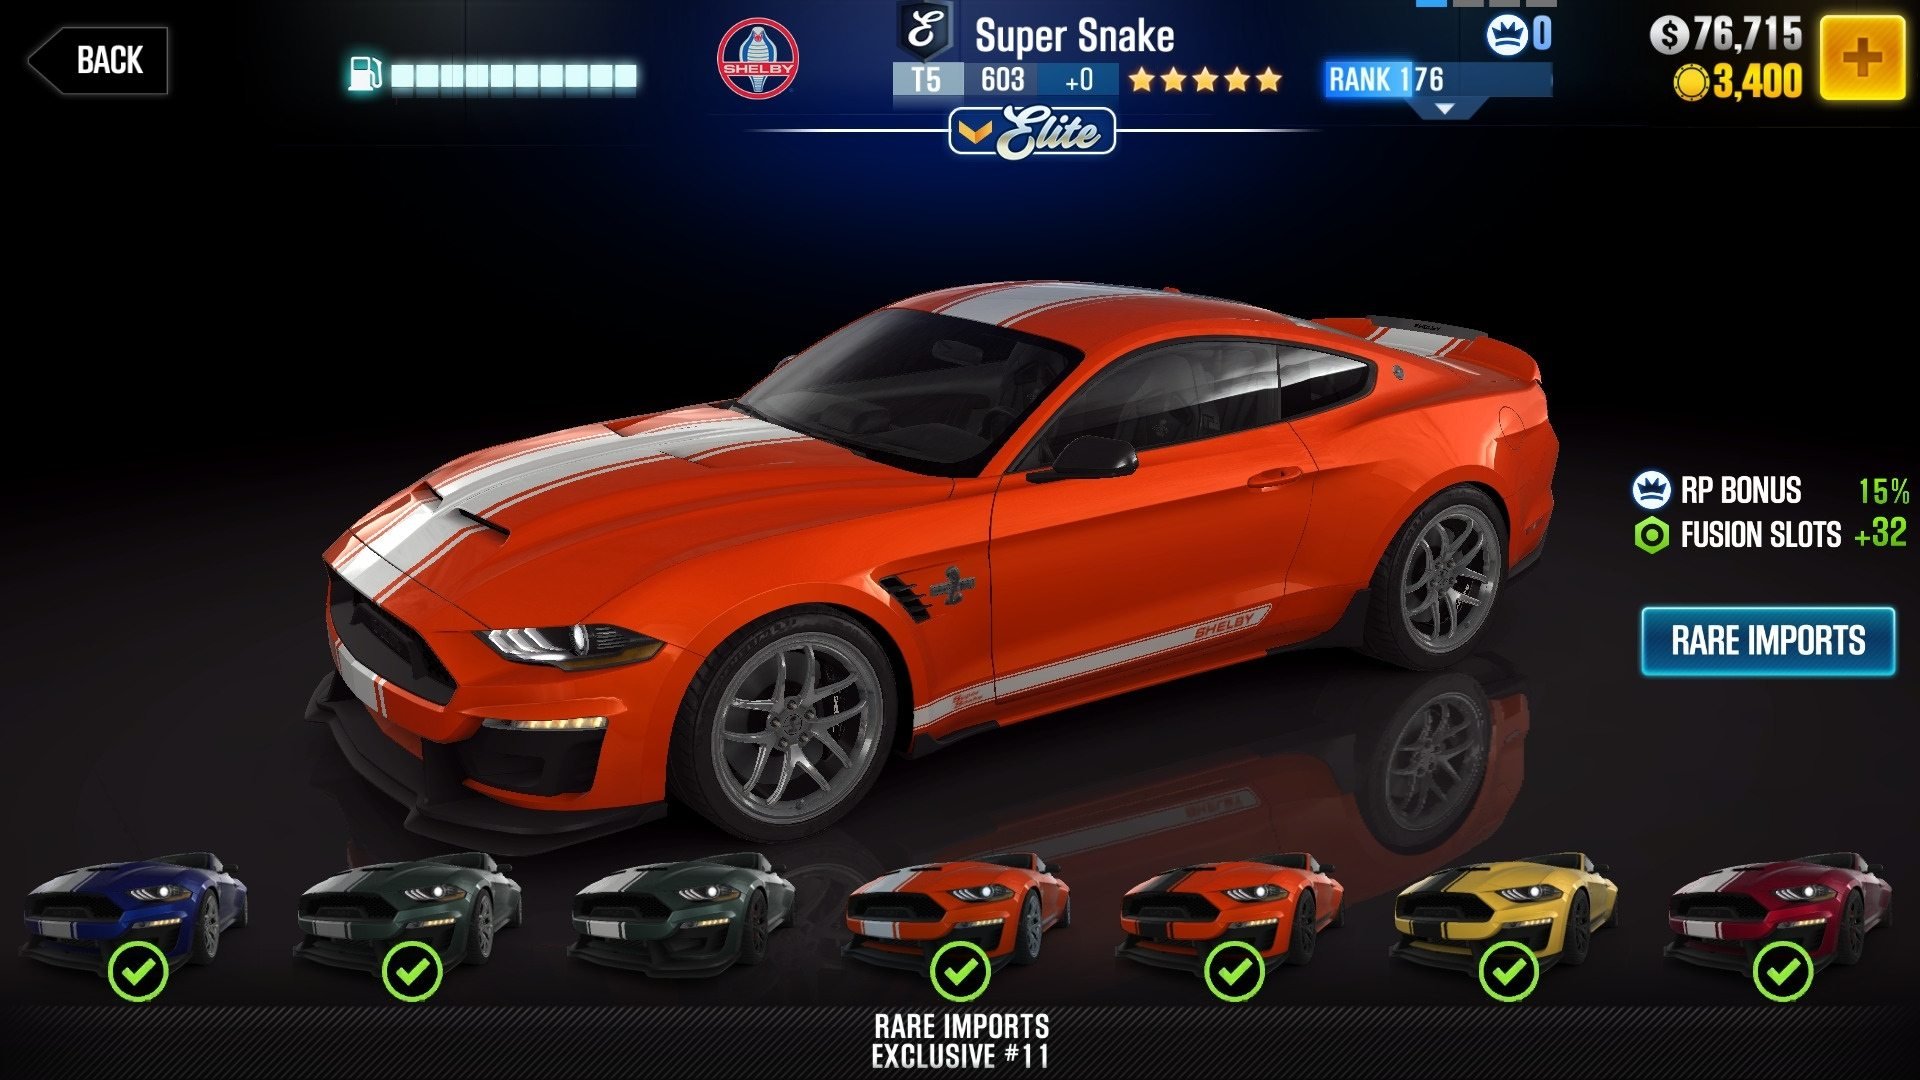 BACK
SHELBY
E
Super Snake
T5 603 +0
Elite
RANK 176
0
$ 76,715
3,400
+
RP BONUS 15%
FUSION SLOTS +32
RARE IMPORTS
SHELBY
RARE IMPORTS
EXCLUSIVE #11